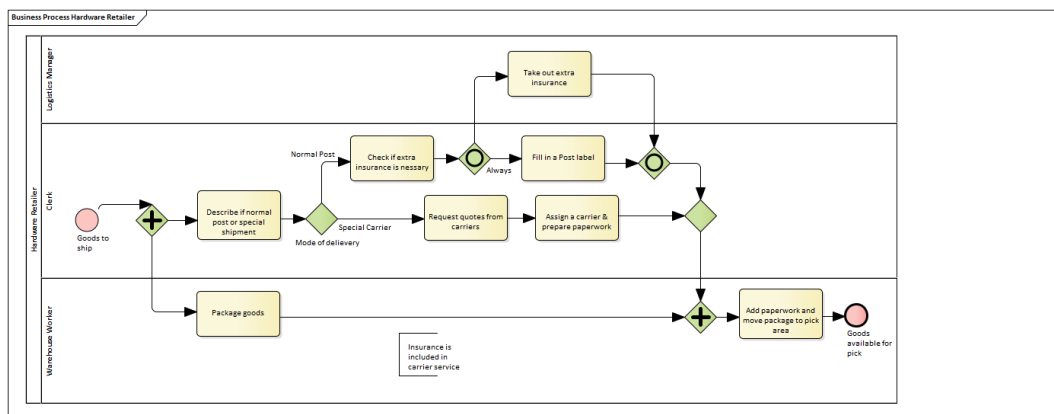 Business Process Hardware Retailer
Hardware Retailer
Logistics Manager
Take out extra
insurance
Clerk
Goods to
ship
Describe if normal
post or special
shipment
Mode of delievery
Normal Post
Check if extra
insurance is nessary
Always
Fill in a Post label
Special Carrier
Request quotes from
carriers
Assign a carrier &
prepare paperwork
Warehouse Worker
Package goods
Insurance is
included in
carrier service
Add paperwork and
move package to pick
area
Goods
available for
pick